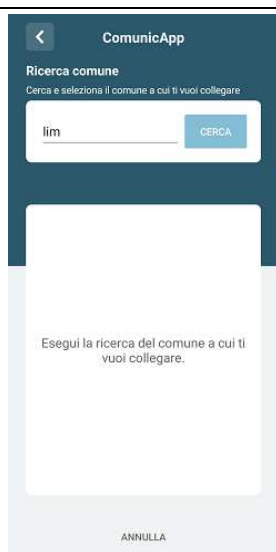 ComunicApp
Ricerca comune
Cerca e seleziona il comune a cui ti vuoi collegare
lim
CERCA
Esegui la ricerca del comune a cui ti
vuoi collegare.
ANNULLA